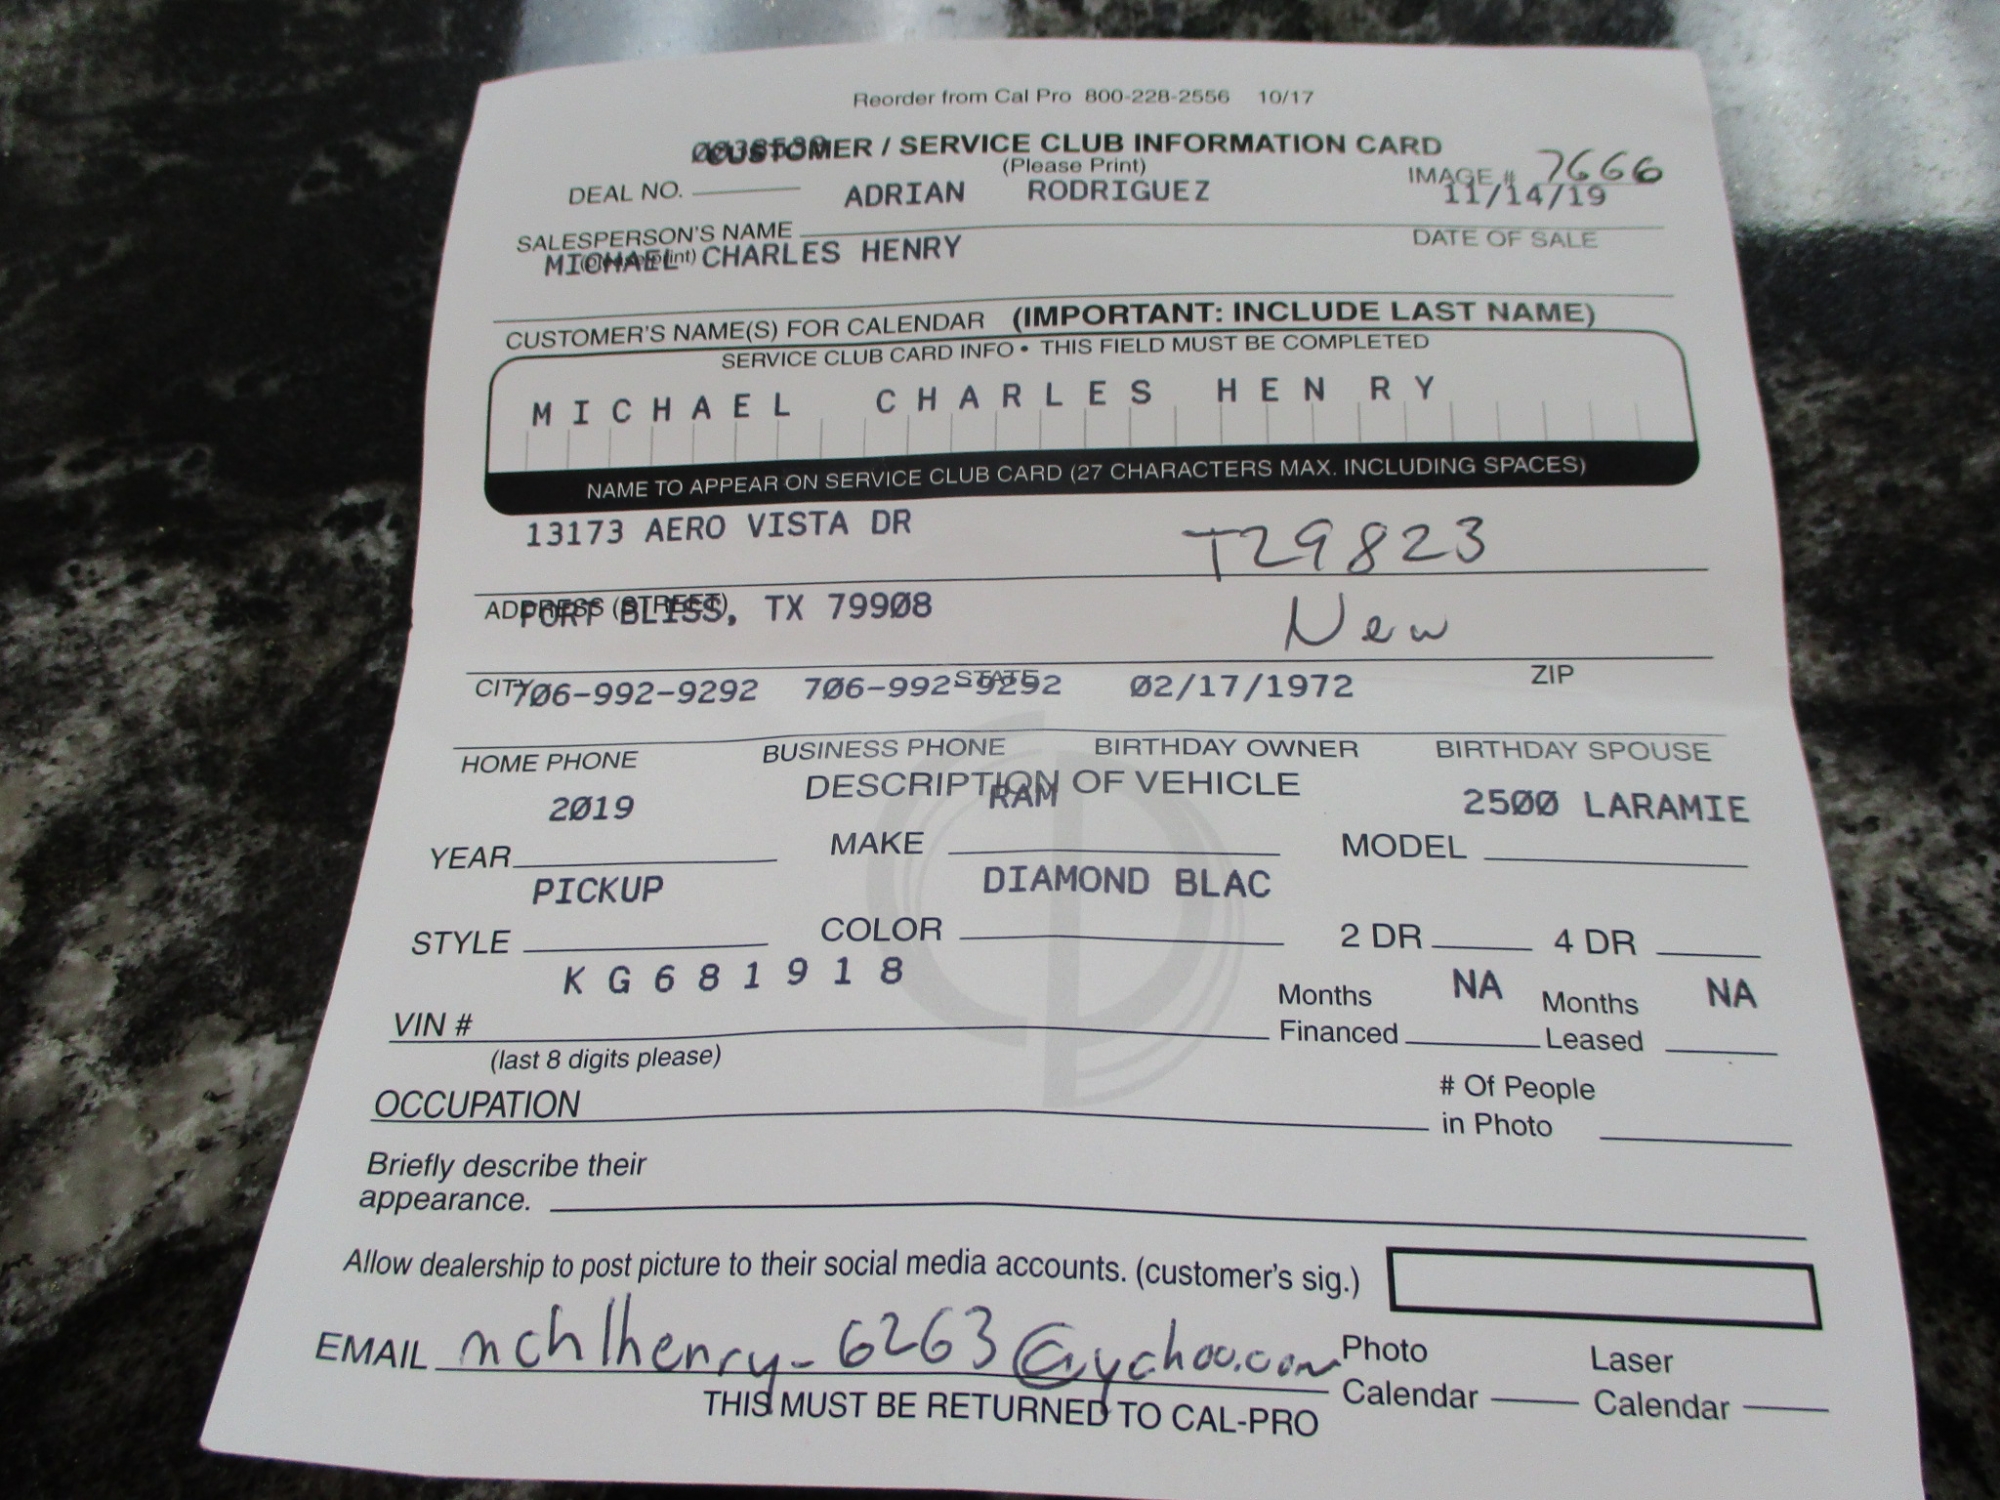 Reorder from Cal Pro 800-228-2556 10/17
CUSTOMER / SERVICE CLUB INFORMATION CARD
(Please Print)
DEAL NO. ADRIAN RODRIGUEZ IMAGE # 7666
11/14/19
SALESPERSON'S NAME DATE OF SALE
MICHAEL CHARLES HENRY
CUSTOMER'S NAME(S) FOR CALENDAR (IMPORTANT: INCLUDE LAST NAME)
SERVICE CLUB CARD INFO • THIS FIELD MUST BE COMPLETED
MICHAEL CHARLES HENRY
NAME TO APPEAR ON SERVICE CLUB CARD (27 CHARACTERS MAX. INCLUDING SPACES)
13173 AERO VISTA DR T29823
ADDRESS (STREET)
FORT BLISS, TX 79908 New
CITY STATE ZIP
706-992-9292 706-992-9292 02/17/1972
HOME PHONE BUSINESS PHONE BIRTHDAY OWNER BIRTHDAY SPOUSE
DESCRIPTION OF VEHICLE
2019 RAM 2500 LARAMIE
YEAR MAKE MODEL
PICKUP DIAMOND BLAC
STYLE COLOR 2 DR 4 DR
KG681918
VIN # Months Financed NA Months Leased NA
(last 8 digits please)
OCCUPATION # Of People in Photo
Briefly describe their
appearance.
Allow dealership to post picture to their social media accounts. (customer's sig.)
EMAIL mchlhenry_6263@yahoo.com Photo Calendar Laser Calendar
THIS MUST BE RETURNED TO CAL-PRO